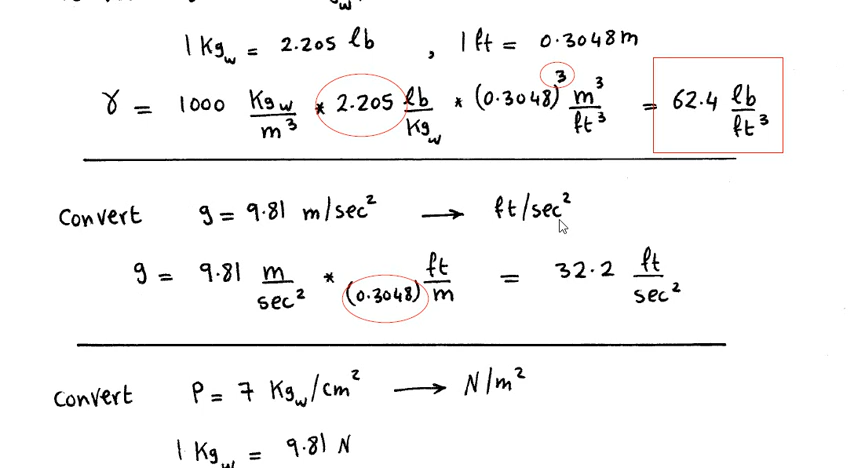 1 Kgw = 2.205 lb , 1 ft = 0.3048m
γ = 1000 Kgw/m³ * 2.205 lb/Kgw * (0.3048)³ m³/ft³ = 62.4 lb/ft³
Convert g = 9.81 m/sec² → ft/sec²
g = 9.81 m/sec² * ft/(0.3048) m = 32.2 ft/sec²
Convert P = 7 Kgw/cm² → N/m²
1 Kgw = 9.81 N